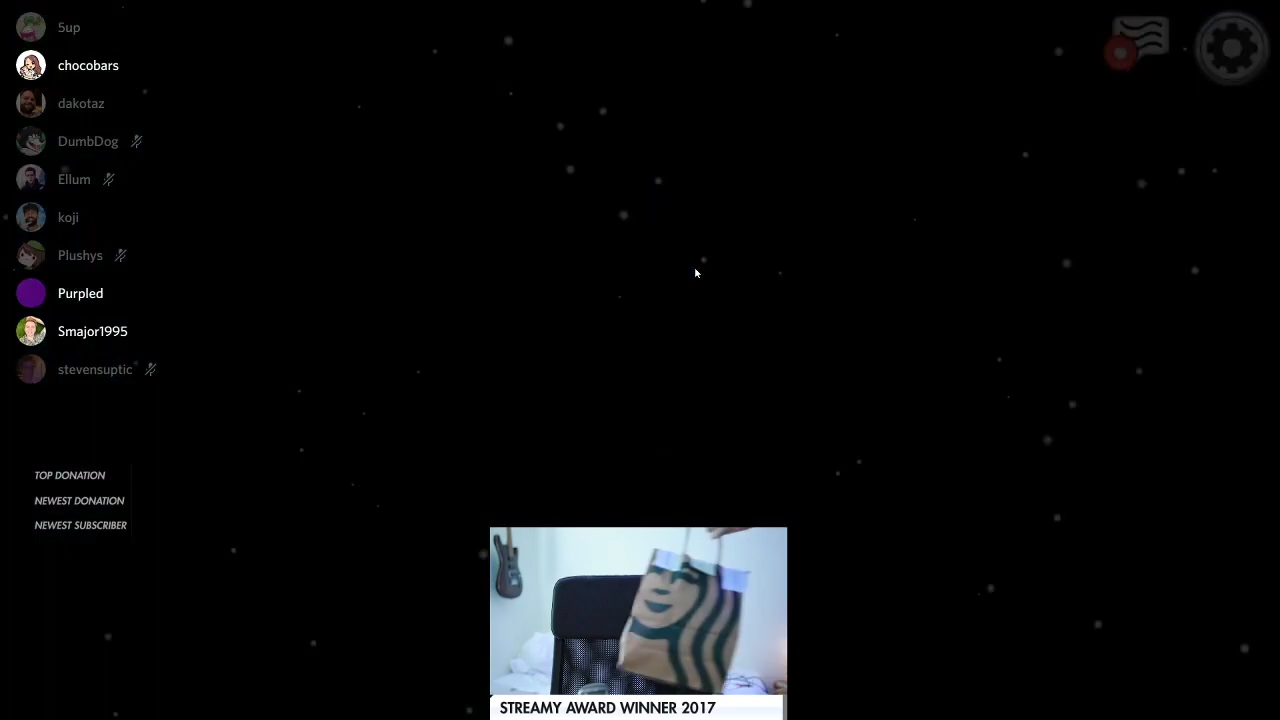 5up
chocobars
dakotaz
DumbDog
Ellum
koji
Plushys
Purpled
Smajor1995
stevensuptic
TOP DONATION
NEWEST DONATION
NEWEST SUBSCRIBER
STREAMY AWARD WINNER 2017